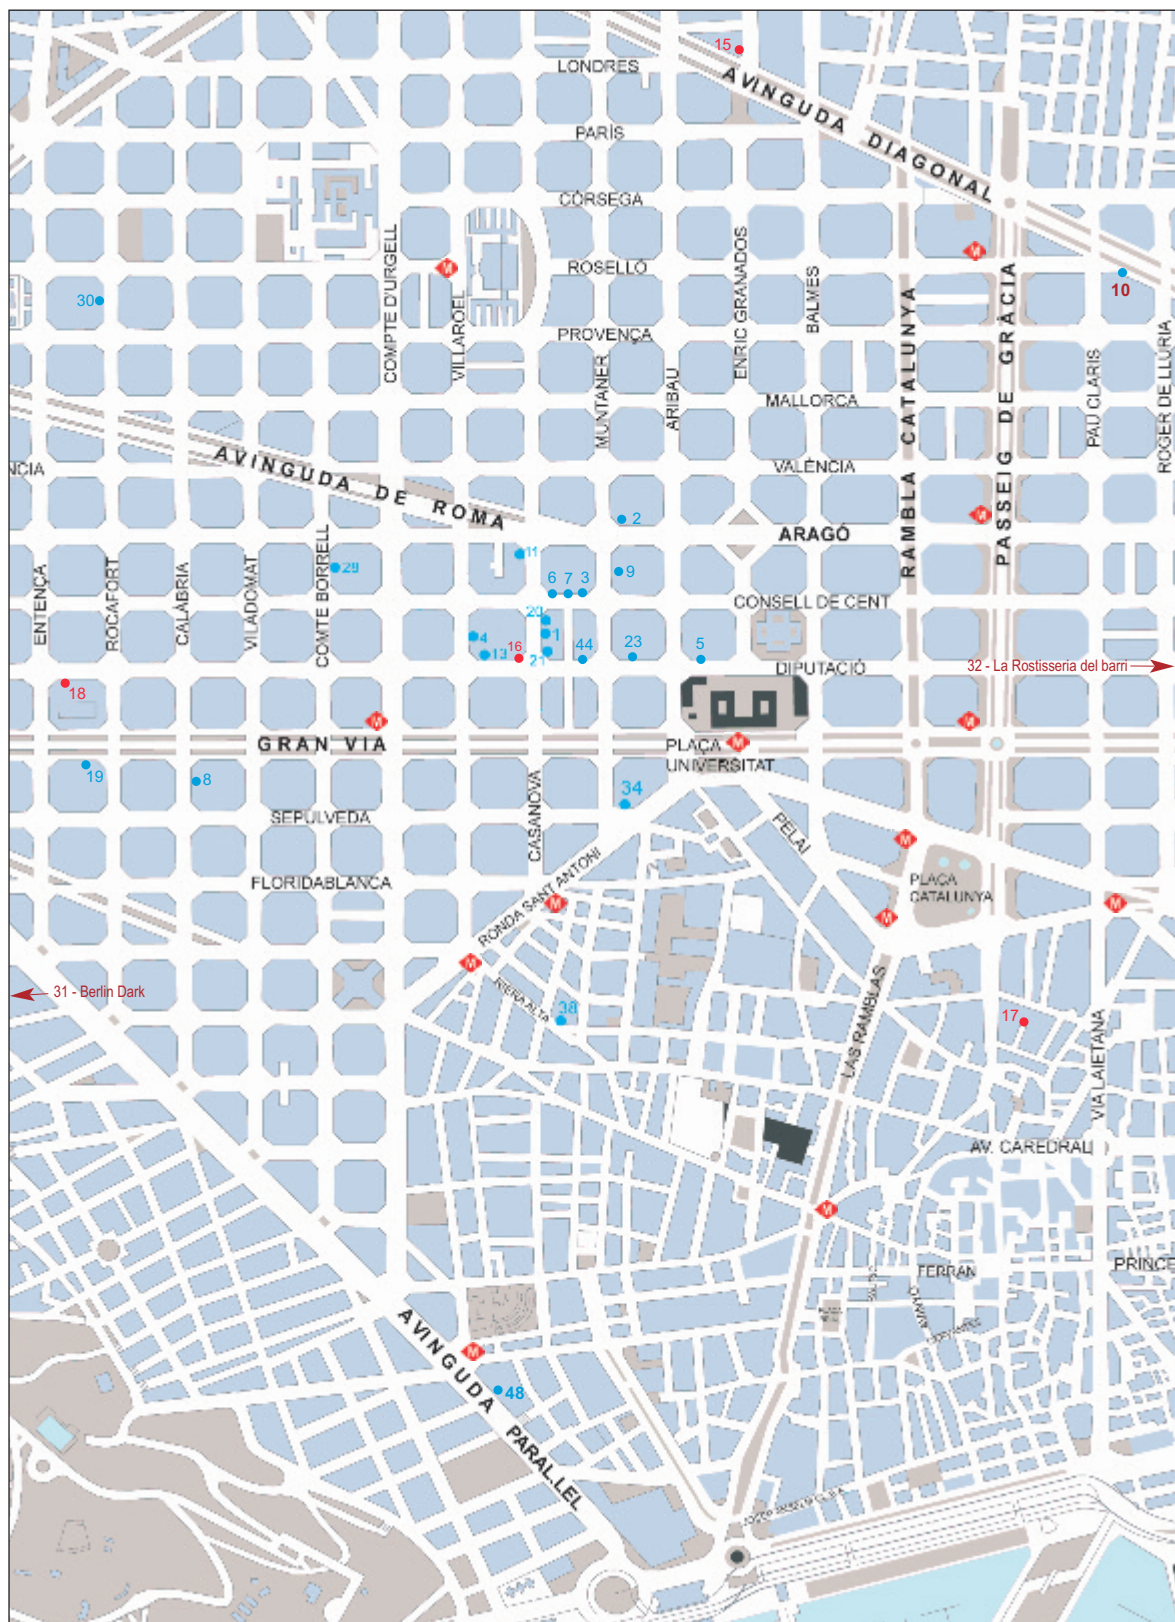 15
LONDRES
AVINGUDA DIAGONAL
PARÍS
CÒRSEGA
COMPTE D'URGELL
M
VILLAROEL
ROSELLÓ
ENRIC GRANADOS
BALMES
M
RAMBLA CATALUNYA
PASSEIG DE GRÀCIA
10
30
PROVENÇA
MUNTANER
ARIBAU
MALLORCA
PAU CLARIS
ROGER DE LLURIA
NCIA
AVINGUDA DE ROMA
VALÈNCIA
M
2
ARAGÓ
ENTENÇA
ROCAFORT
CALÀBRIA
VILADOMAT
COMTE BORRELL
29
11
9
6 7 3
CONSELL DE CENT
20
4
1
13
16
21
44
23
5
DIPUTACIÓ
32 - La Rostisseria del barri
18
M
M
GRAN VIA
PLAÇA
UNIVERSITAT
M
19
8
34
SEPÚLVEDA
CASANOVA
PELAI
M
FLORIDABLANCA
PLAÇA
CATALUNYA
RONDA SANT ANTONI
M
M
M
M
31 - Berlin Dark
RIERA ALTA
38
LAS RAMBLAS
17
VIA LAIETANA
AV. CAREDRAL
M
FERRAN
PRINCE
AVINGUDA PARAL.LEL
M
48